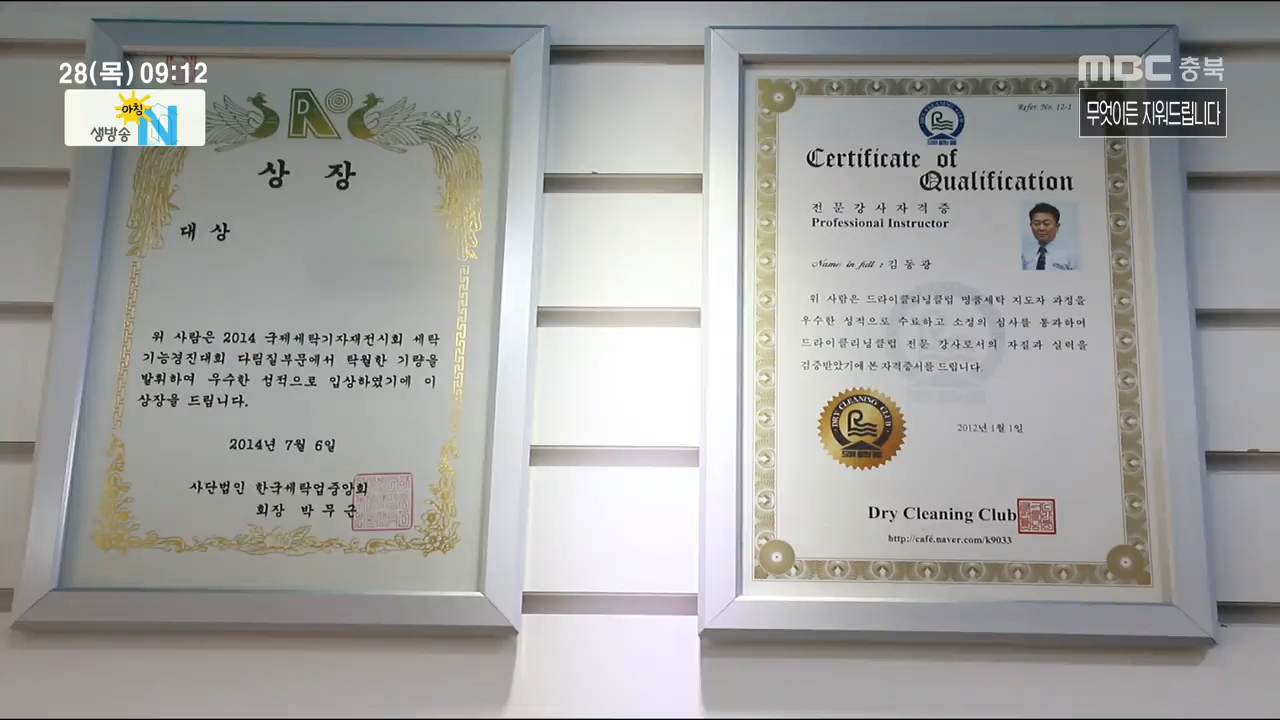 28(목) 09:12
아침
생방송 N
MBC 충북
무엇이든 지워드립니다
상 장
대 상
위 사람은 2014 국제세탁기자재전시회 세탁
기능경진대회 다림질부문에서 탁월한 기량을
발휘하여 우수한 성적으로 입상하였기에 이
상장을 드립니다.
2014년 7월 6일
사단법인 한국세탁업중앙회
회장 박 무 근
Refer. No. 12-1
DRY CLEANING CLUB
Certificate of
Qualification
전 문 강 사 자 격 증
Professional Instructor
Name in full : 김 동 광
위 사람은 드라이클리닝클럽 명품세탁 지도자 과정을
우수한 성적으로 수료하고 소정의 심사를 통과하여
드라이클리닝클럽 전문 강사로서의 자질과 실력을
검증받았기에 본 자격증서를 드립니다.
DRY CLEANING CLUB
2012년 1월 1일
Dry Cleaning Club
http://café.naver.com/k9033